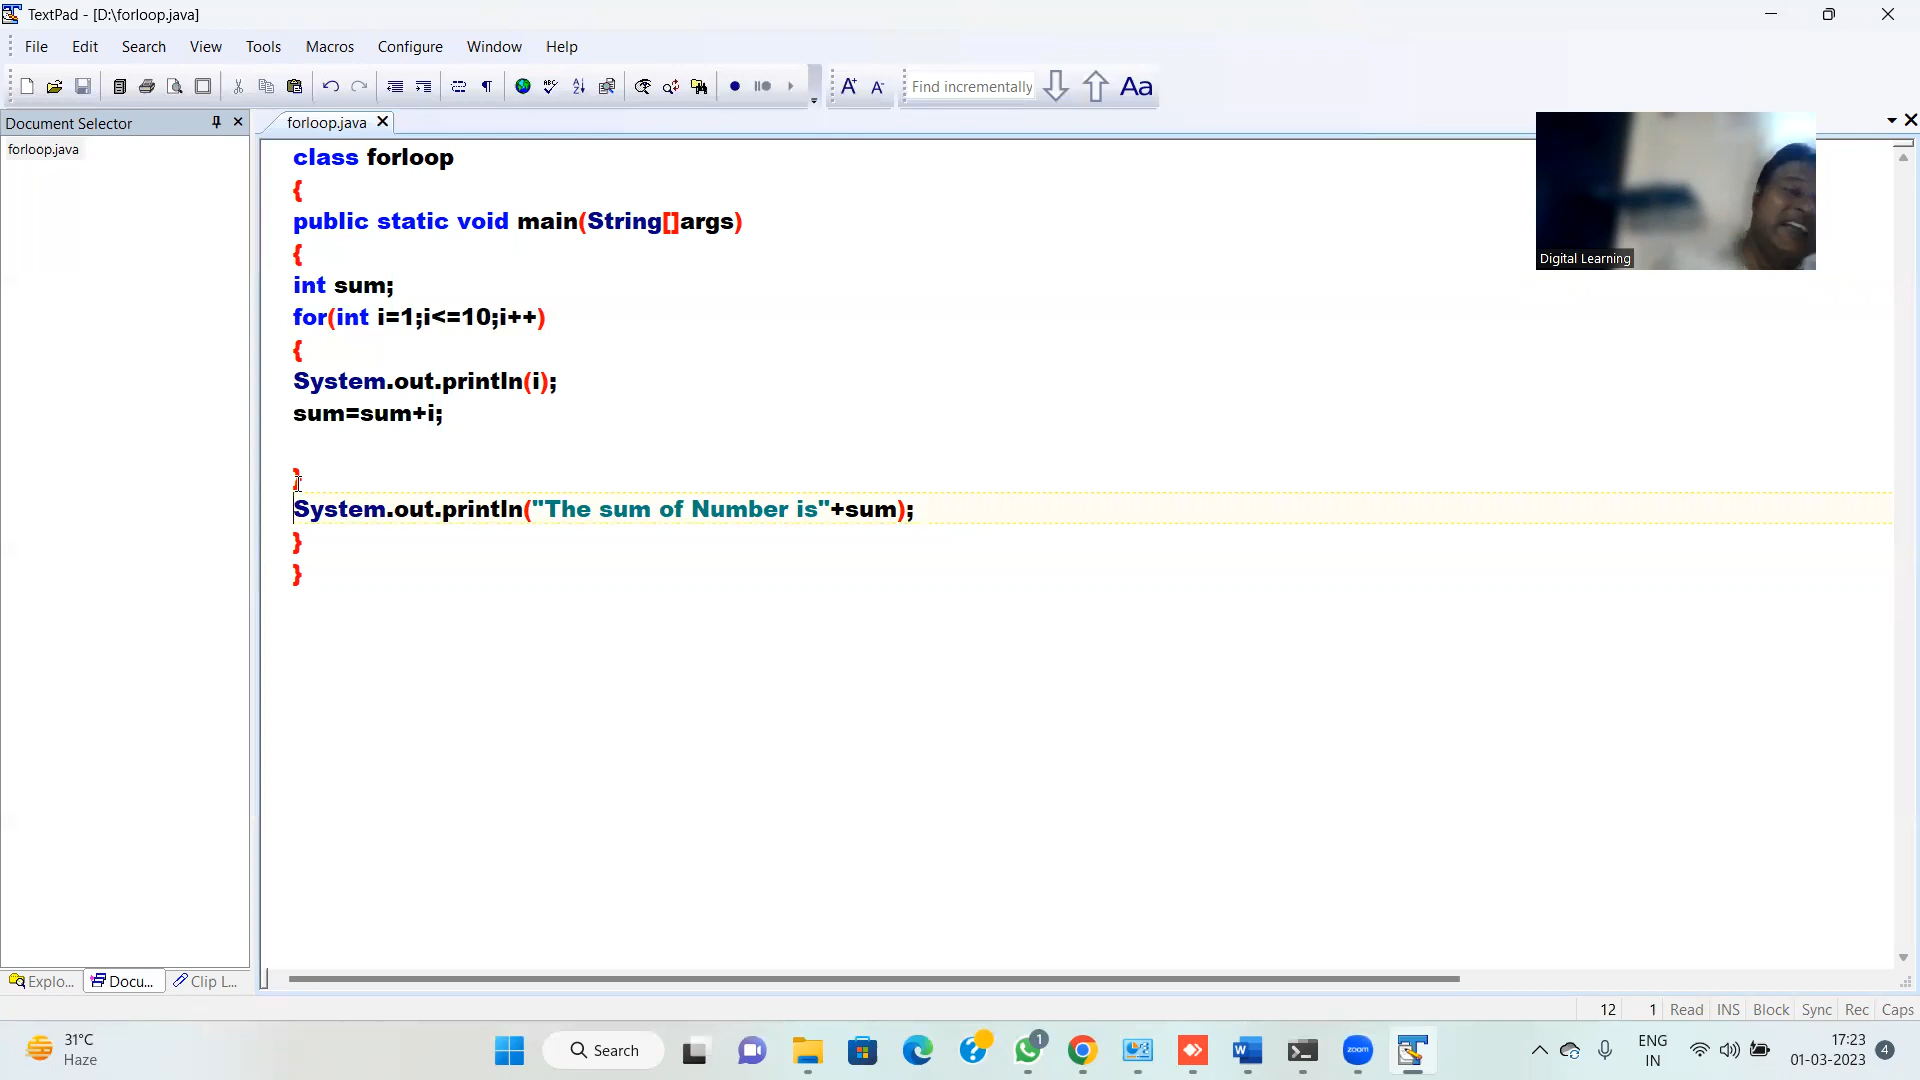 TextPad - [D:\forloop.java]
File Edit Search View Tools Macros Configure Window Help
Find incrementally Aa
Document Selector
forloop.java
forloop.java
class forloop
{
public static void main(String[]args)
{
int sum;
for(int i=1;i<=10;i++)
{
System.out.println(i);
sum=sum+i;
}
System.out.println("The sum of Number is"+sum);
}
}
Digital Learning
Explo... Docu... Clip L...
12 1 Read INS Block Sync Rec Caps
31°C
Haze
Search
1
zoom
ENG
IN
17:23
01-03-2023
4